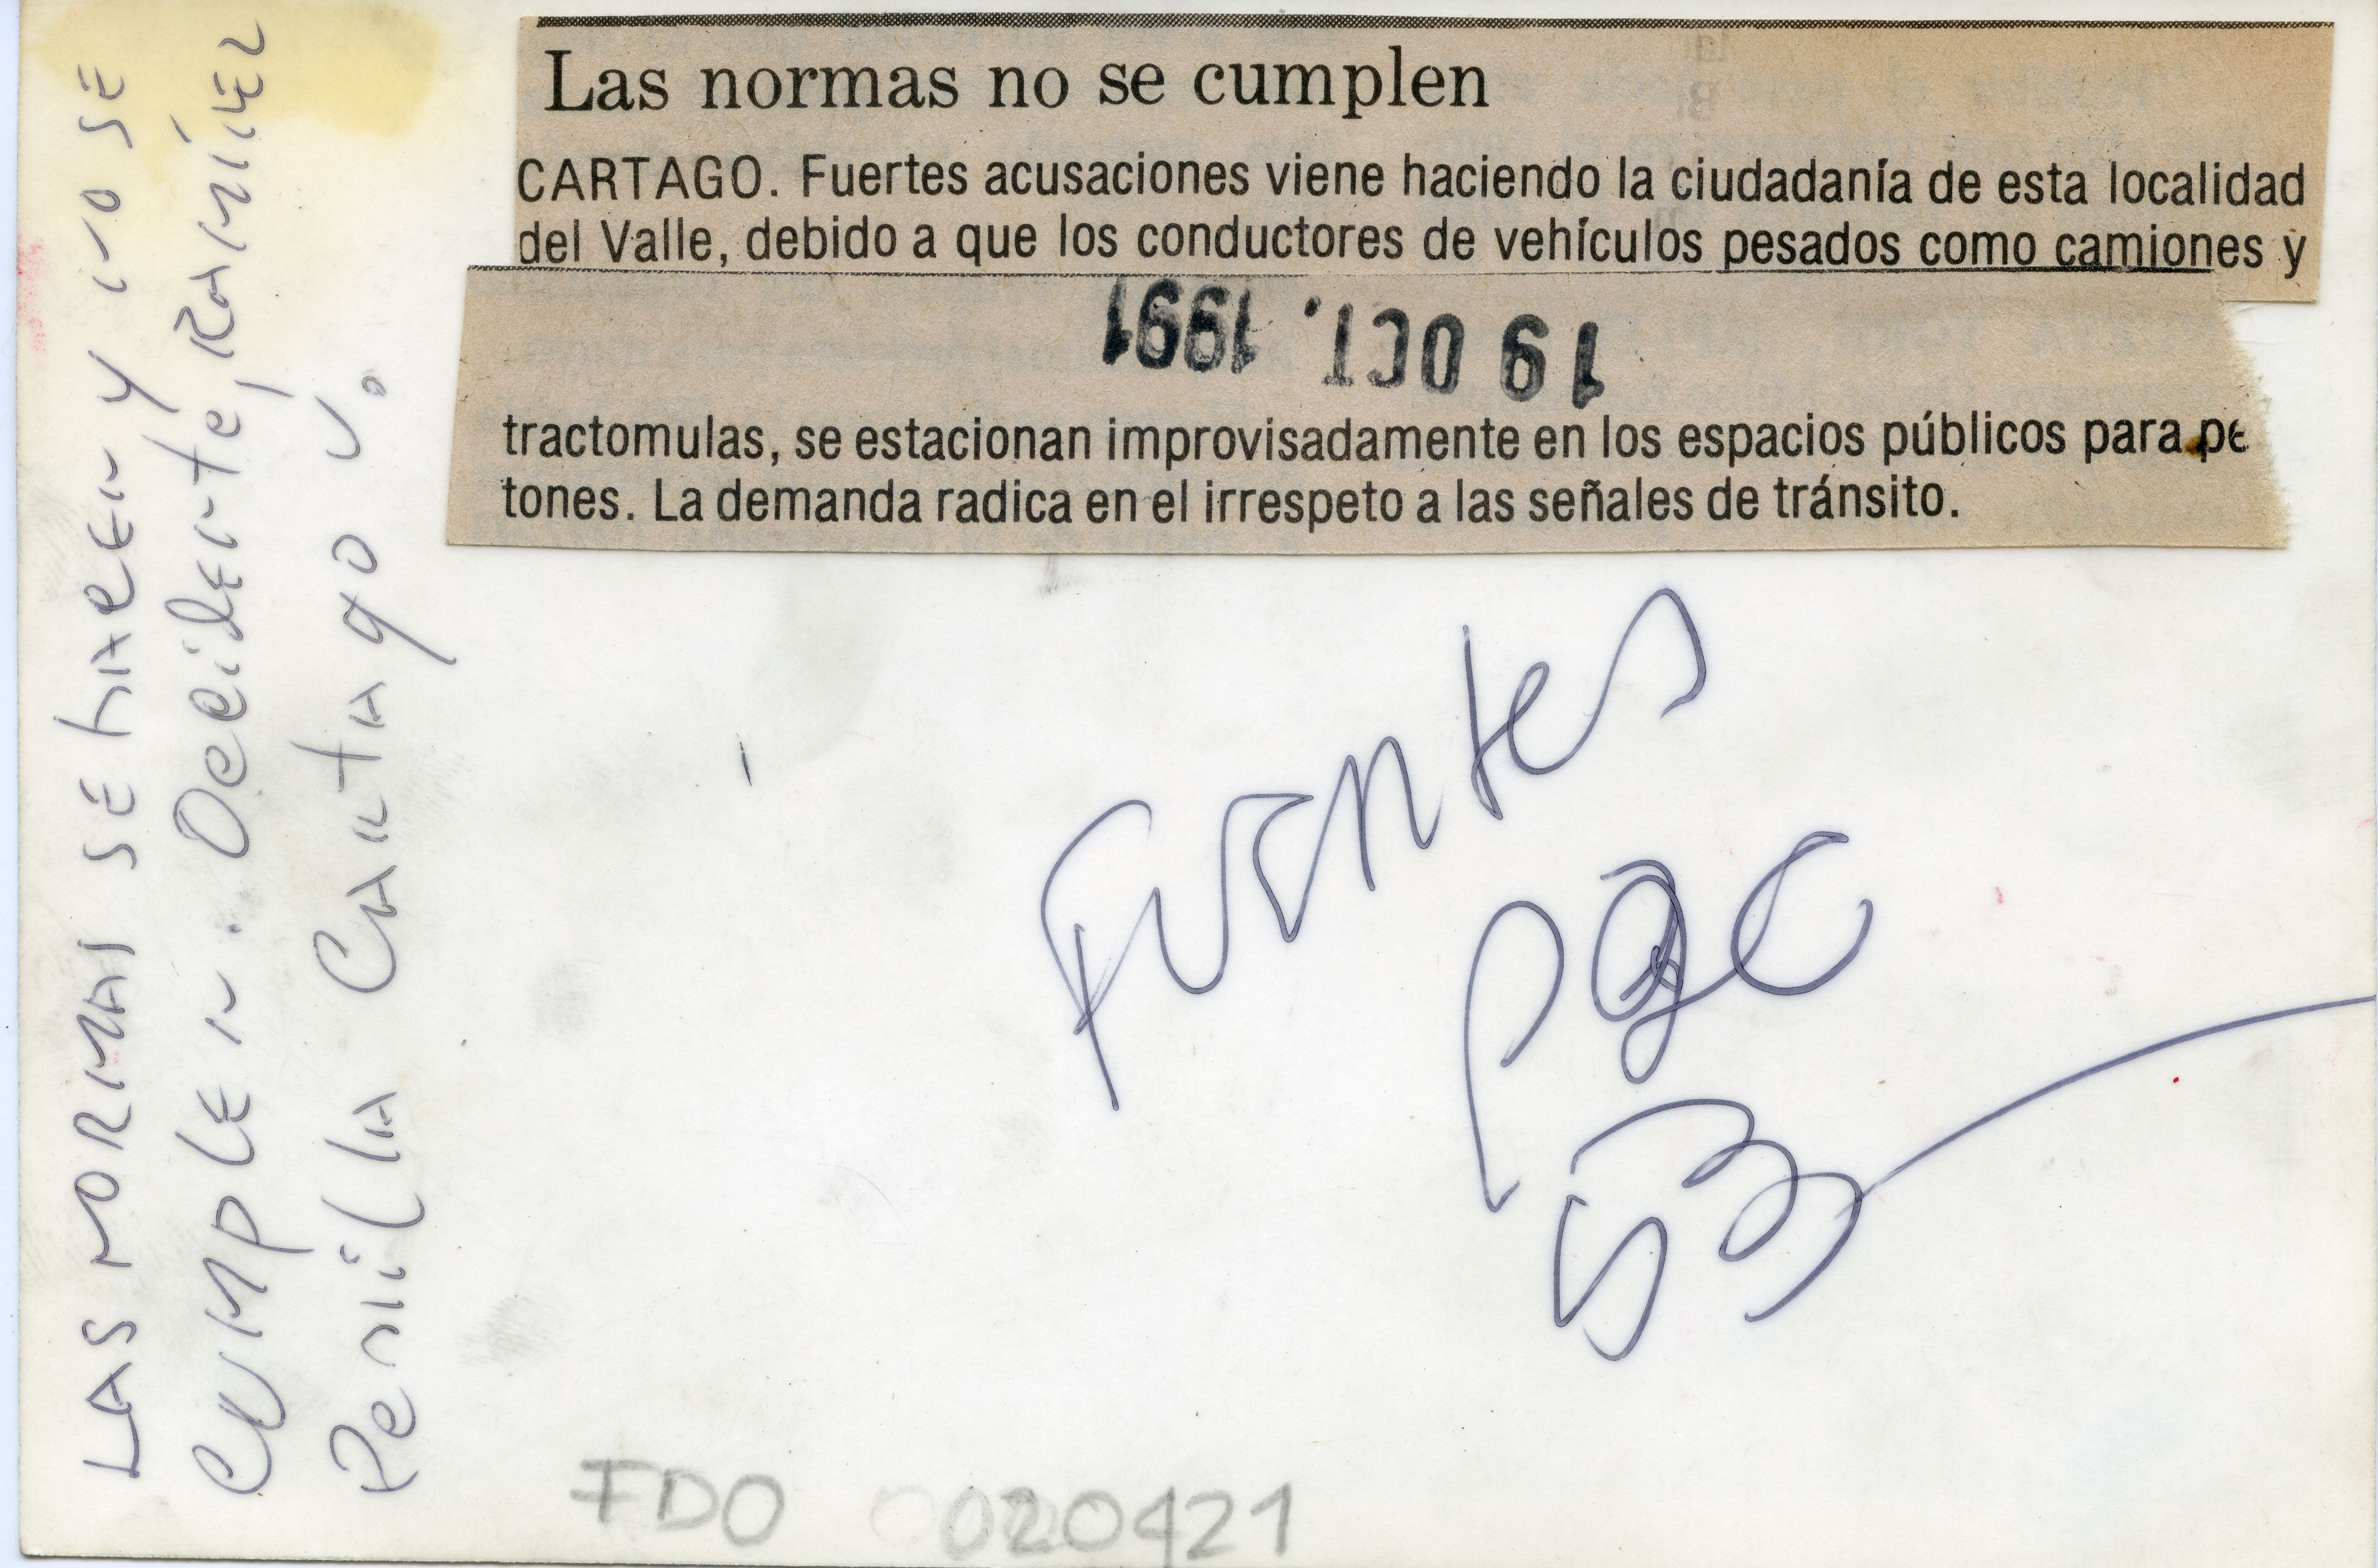 Las normas no se cumplen
CARTAGO. Fuertes acusaciones viene haciendo la ciudadanía de esta localidad
del Valle, debido a que los conductores de vehículos pesados como camiones y
19 OCT. 1991
tractomulas, se estacionan improvisadamente en los espacios públicos para pe
tones. La demanda radica en el irrespeto a las señales de tránsito.
LAS NORMAS SE hACEN Y NO SE
CUMPLEN. Occidente, RAMÍREZ
Penilla CARTAgO V.
Fuentes
53
FDO 020421